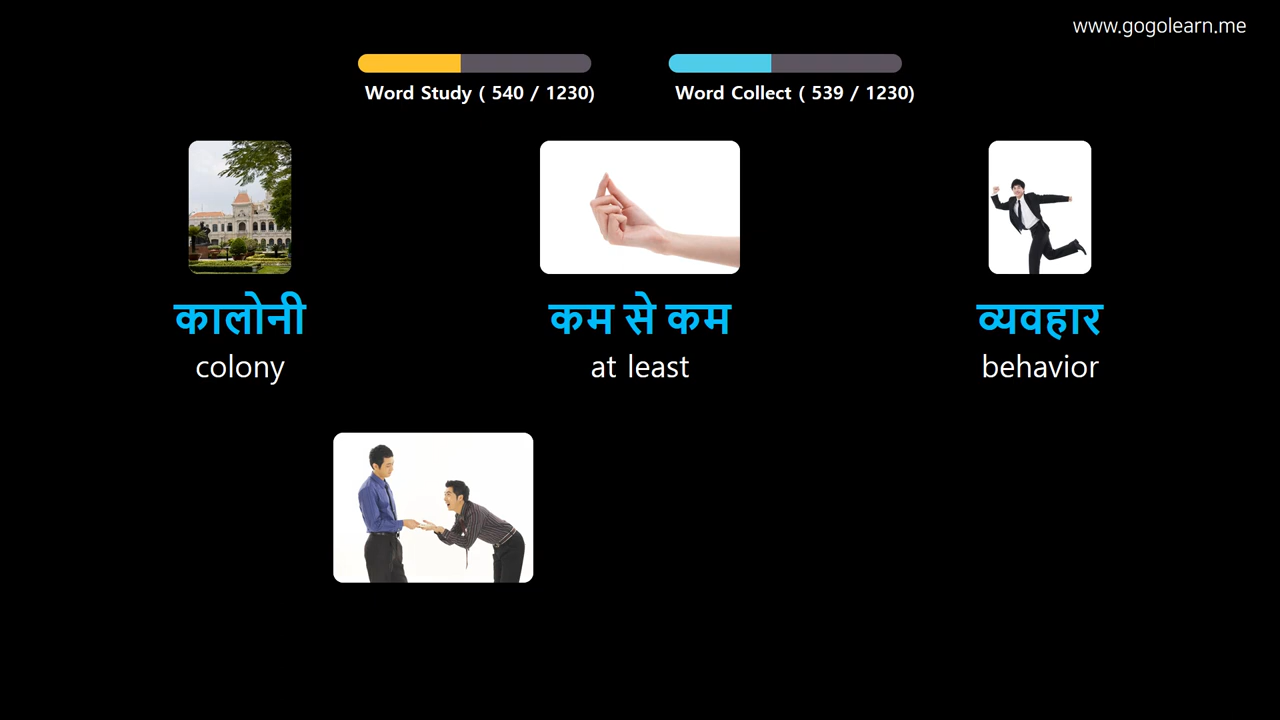 www.gogolearn.me
Word Study ( 540 / 1230)
Word Collect ( 539 / 1230)
कालोनी
कम से कम
व्यवहार
colony
at least
behavior